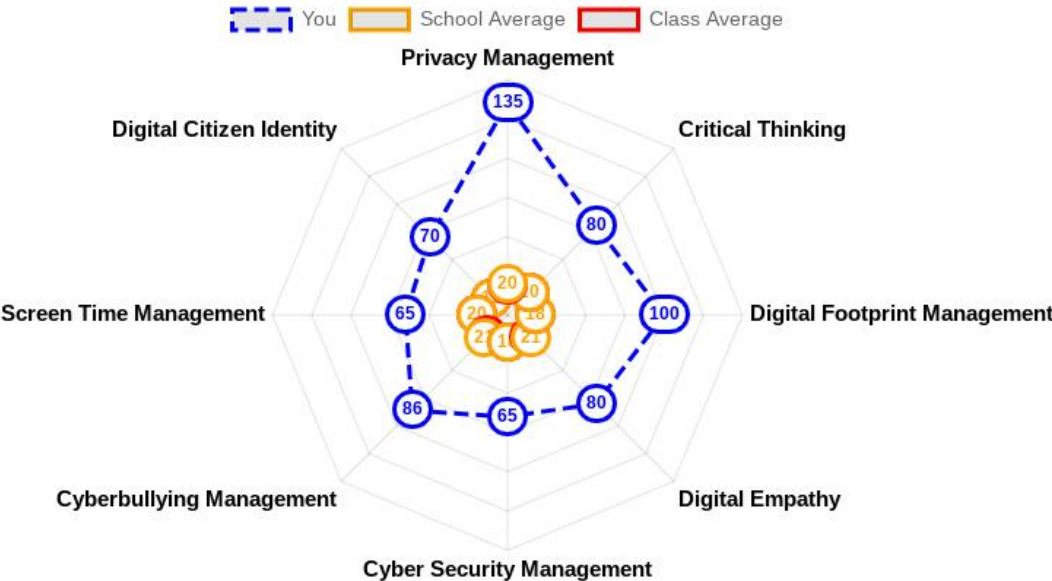 You School Average Class Average
Privacy Management
135
Digital Citizen Identity Critical Thinking
70 80
20
Screen Time Management 65 20 18 100 Digital Footprint Management
21
86 65 80
Cyberbullying Management Digital Empathy
Cyber Security Management